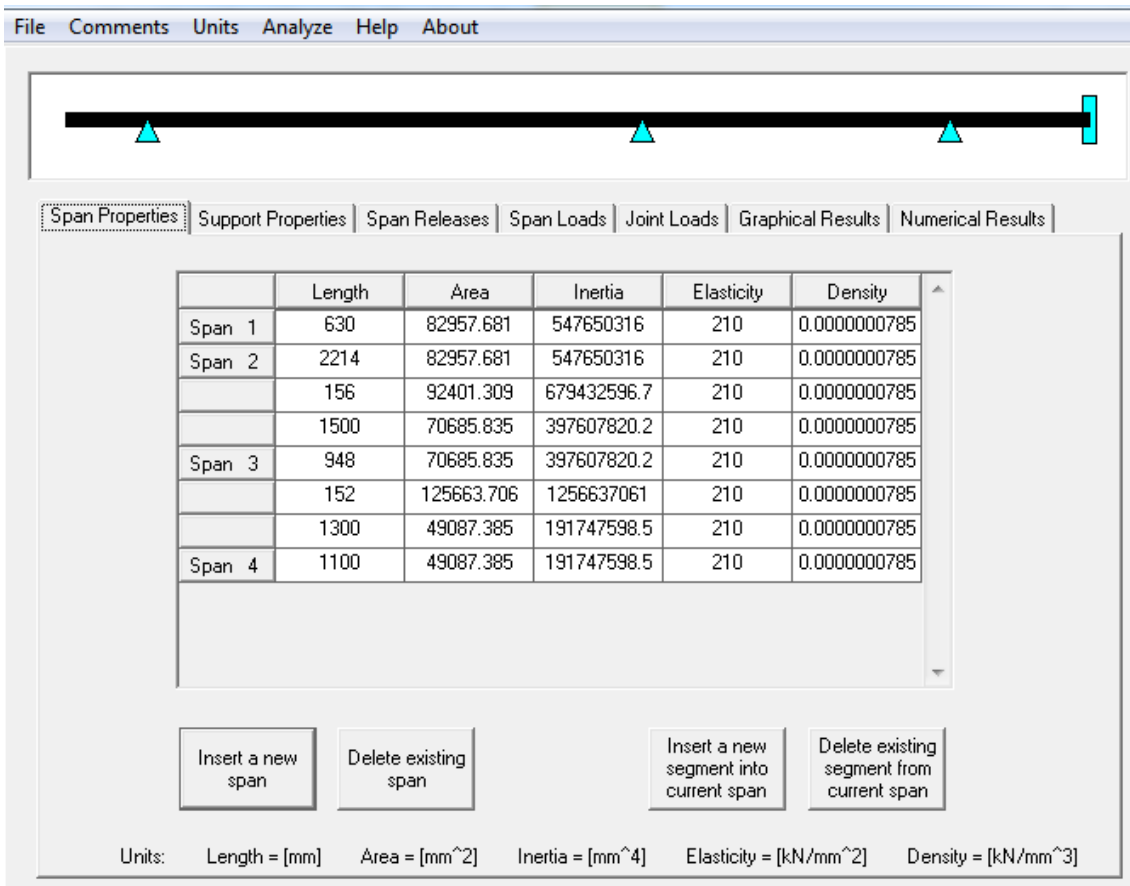 File Comments Units Analyze Help About
Span Properties Support Properties Span Releases Span Loads Joint Loads Graphical Results Numerical Results
Length Area Inertia Elasticity Density
Span 1 630 82957.681 547650316 210 0.0000000785
Span 2 2214 82957.681 547650316 210 0.0000000785
156 92401.309 679432596.7 210 0.0000000785
1500 70685.835 397607820.2 210 0.0000000785
Span 3 948 70685.835 397607820.2 210 0.0000000785
152 125663.706 1256637061 210 0.0000000785
1300 49087.385 191747598.5 210 0.0000000785
Span 4 1100 49087.385 191747598.5 210 0.0000000785
Insert a new
span
Delete existing
span
Insert a new
segment into
current span
Delete existing
segment from
current span
Units: Length = [mm] Area = [mm^2] Inertia = [mm^4] Elasticity = [kN/mm^2] Density = [kN/mm^3]